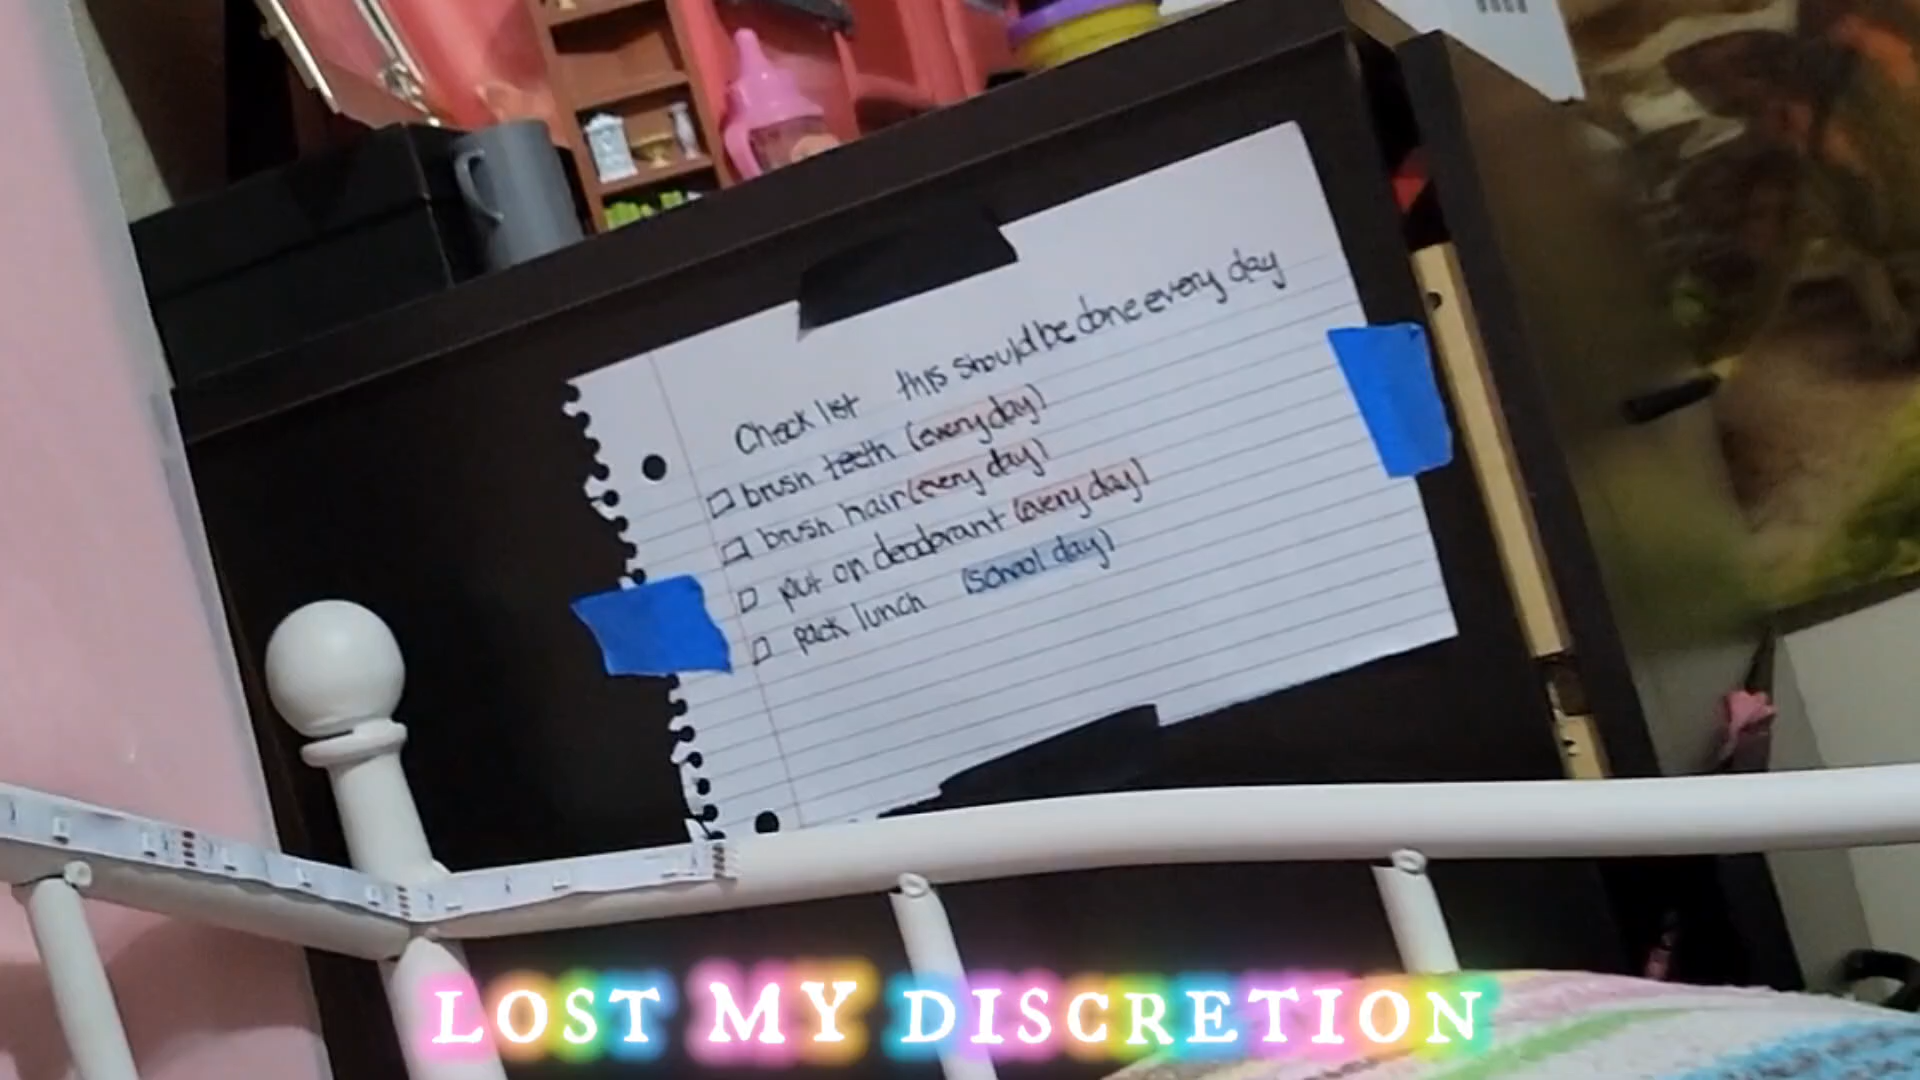 Check list this should be done every day
brush teeth (every day)
brush hair (every day)
put on deodorant (every day)
pack lunch (school day)
LOST MY DISCRETION